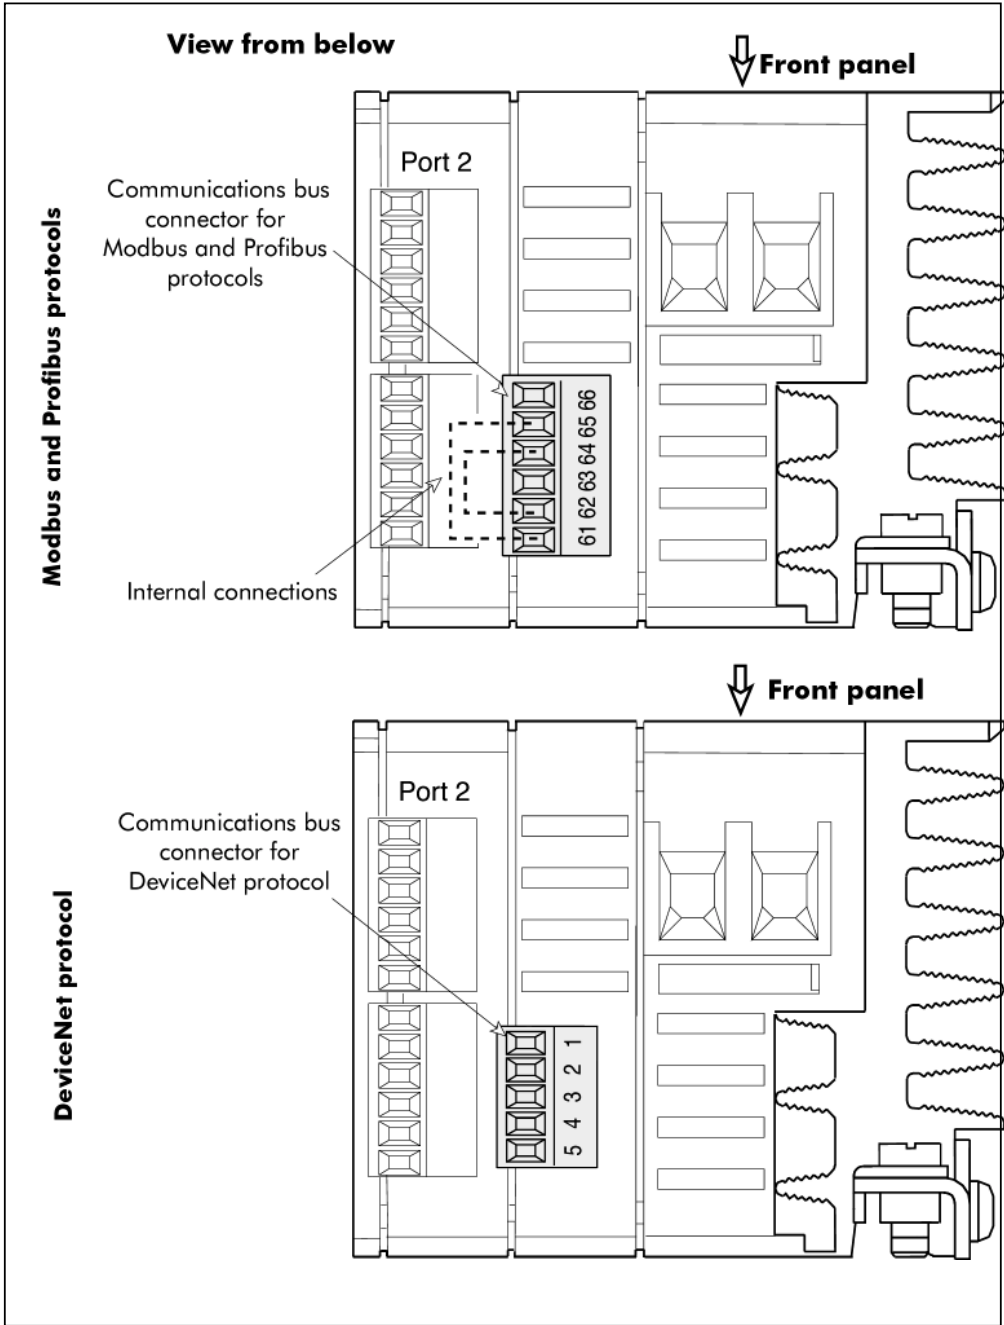 View from below
Front panel
Modbus and Profibus protocols
Port 2
Communications bus
connector for
Modbus and Profibus
protocols
61 62 63 64 65 66
Internal connections
Front panel
DeviceNet protocol
Port 2
Communications bus
connector for
DeviceNet protocol
1
2
3
4
5